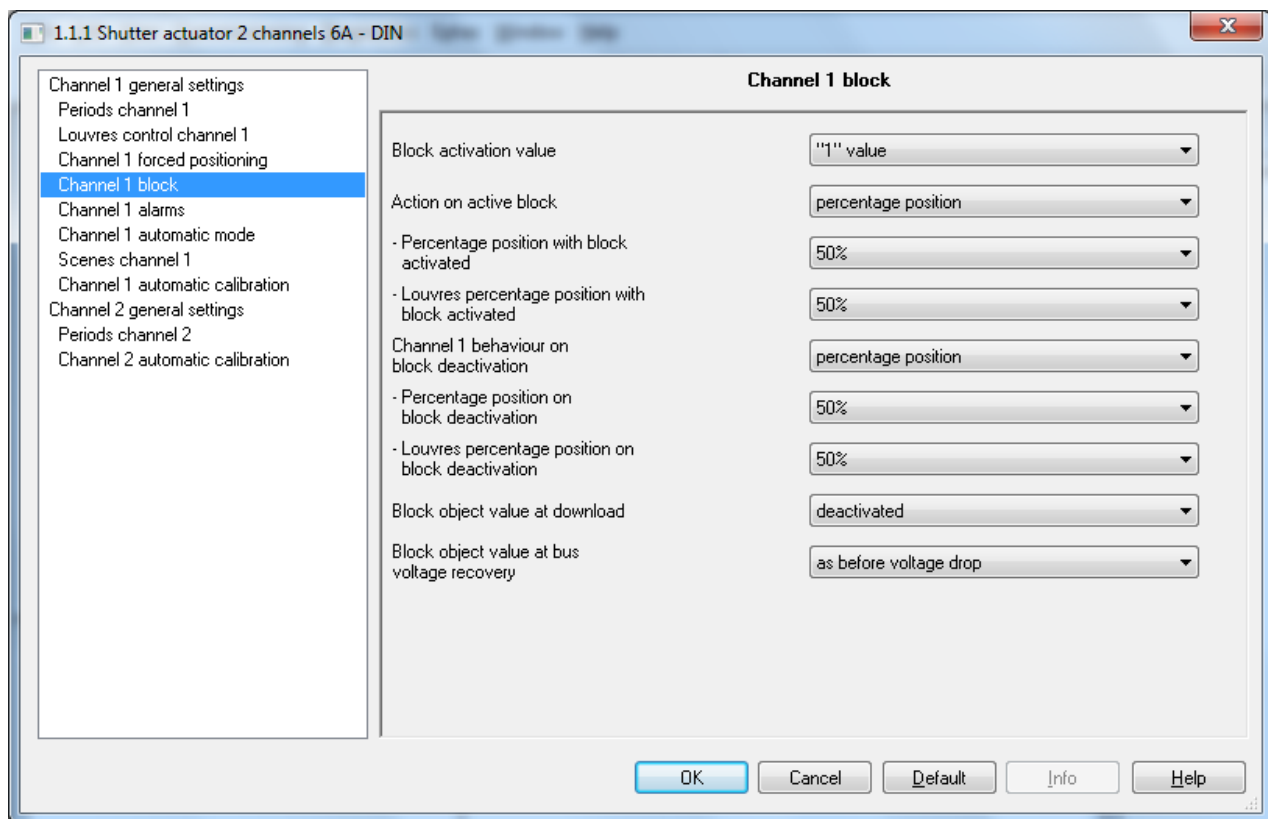 1.1.1 Shutter actuator 2 channels 6A - DIN
Channel 1 general settings
Periods channel 1
Louvres control channel 1
Channel 1 forced positioning
Channel 1 block
Channel 1 alarms
Channel 1 automatic mode
Scenes channel 1
Channel 1 automatic calibration
Channel 2 general settings
Periods channel 2
Channel 2 automatic calibration
Channel 1 block
Block activation value
"1" value
Action on active block
percentage position
- Percentage position with block
activated
50%
- Louvres percentage position with
block activated
50%
Channel 1 behaviour on
block deactivation
percentage position
- Percentage position on
block deactivation
50%
- Louvres percentage position on
block deactivation
50%
Block object value at download
deactivated
Block object value at bus
voltage recovery
as before voltage drop
OK
Cancel
Default
Info
Help